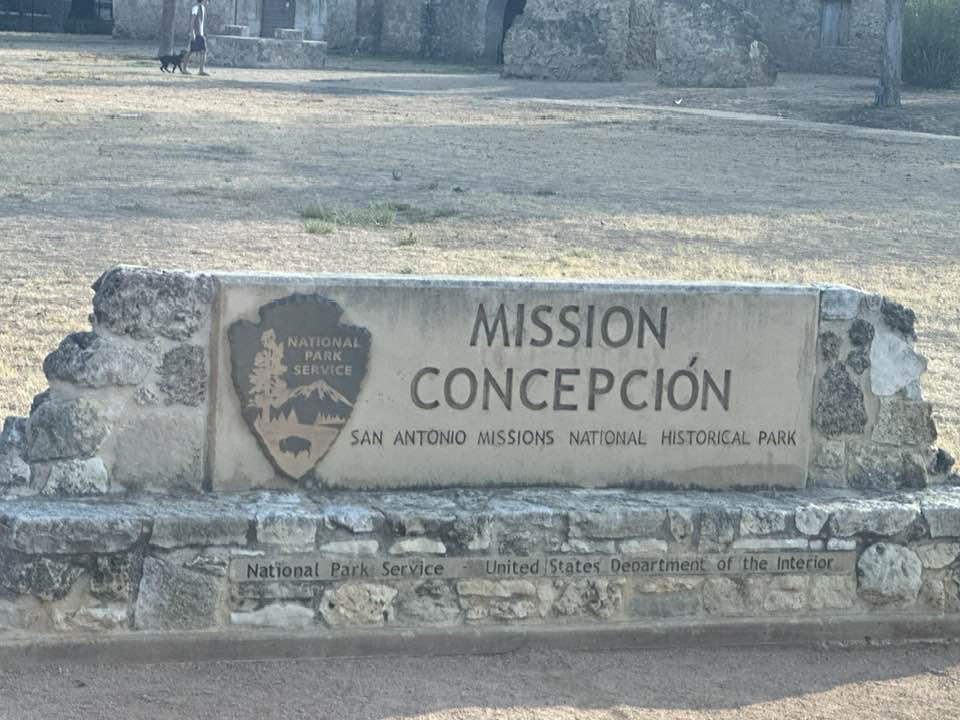 NATIONAL
PARK
SERVICE
MISSION
CONCEPCIÓN
SAN ANTONIO MISSIONS NATIONAL HISTORICAL PARK
National Park Service - United States Department of the Interior